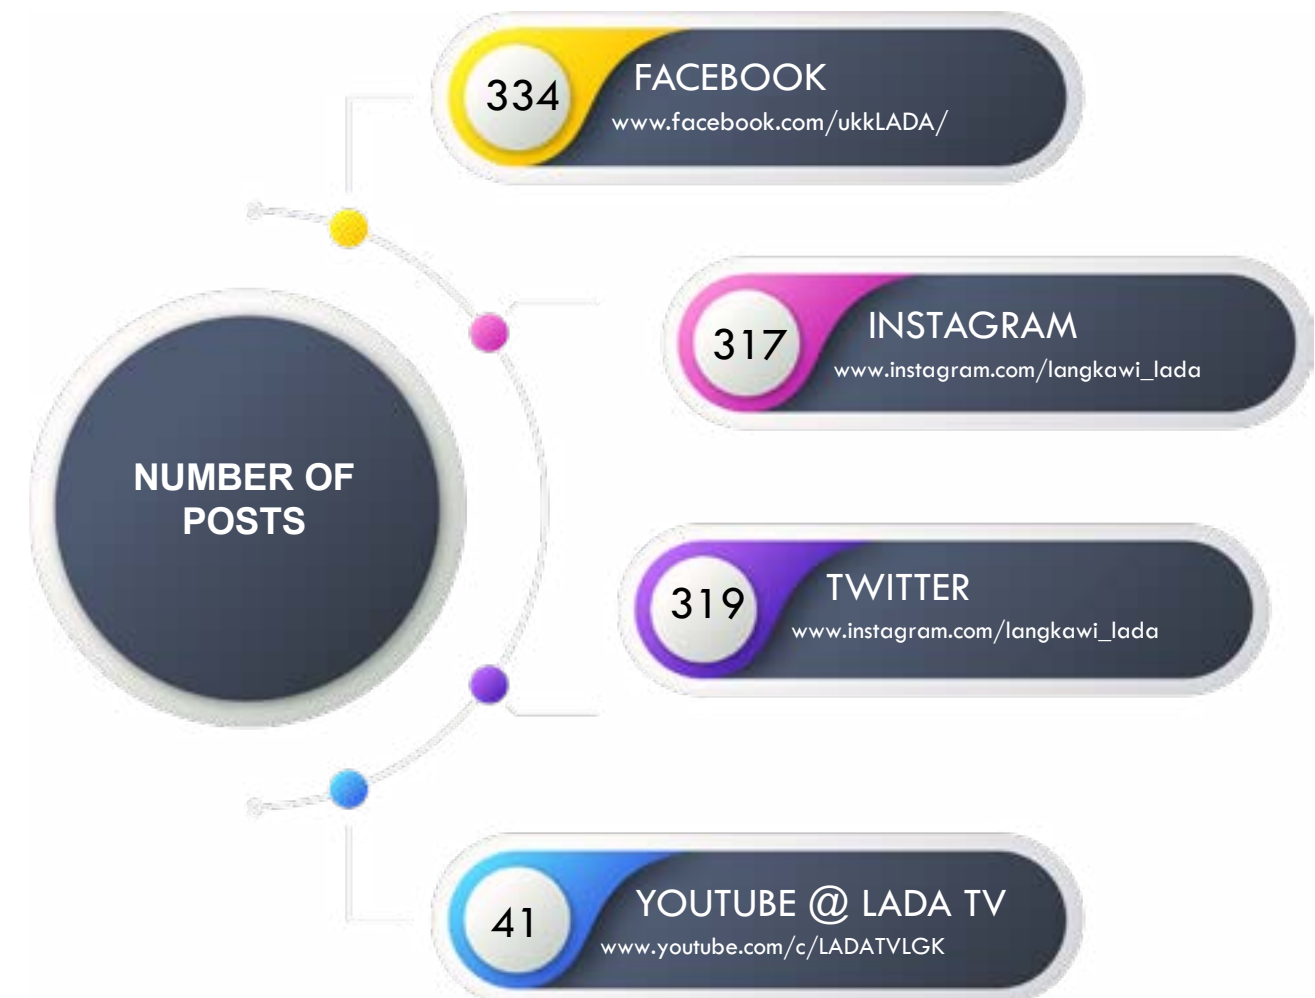 334
FACEBOOK
www.facebook.com/ukkLADA/
317
INSTAGRAM
www.instagram.com/langkawi_lada
NUMBER OF
POSTS
319
TWITTER
www.instagram.com/langkawi_lada
41
YOUTUBE @ LADA TV
www.youtube.com/c/LADATVLGK